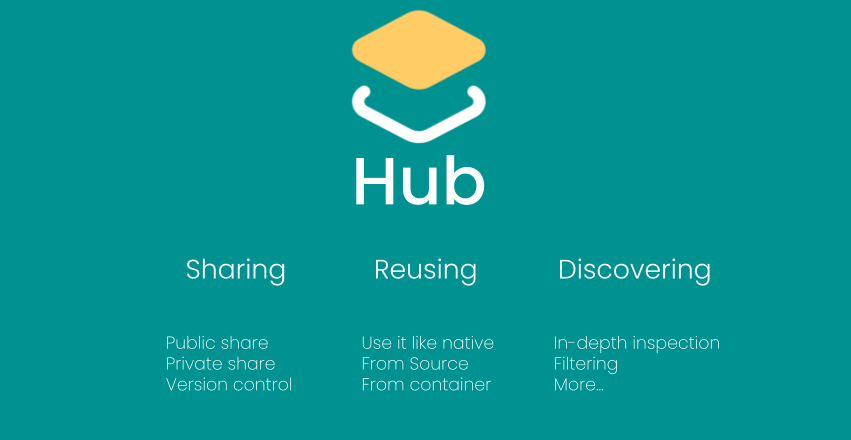 Hub
Sharing
Reusing
Discovering
Public share
Private share
Version control
Use it like native
From Source
From container
In-depth inspection
Filtering
More...